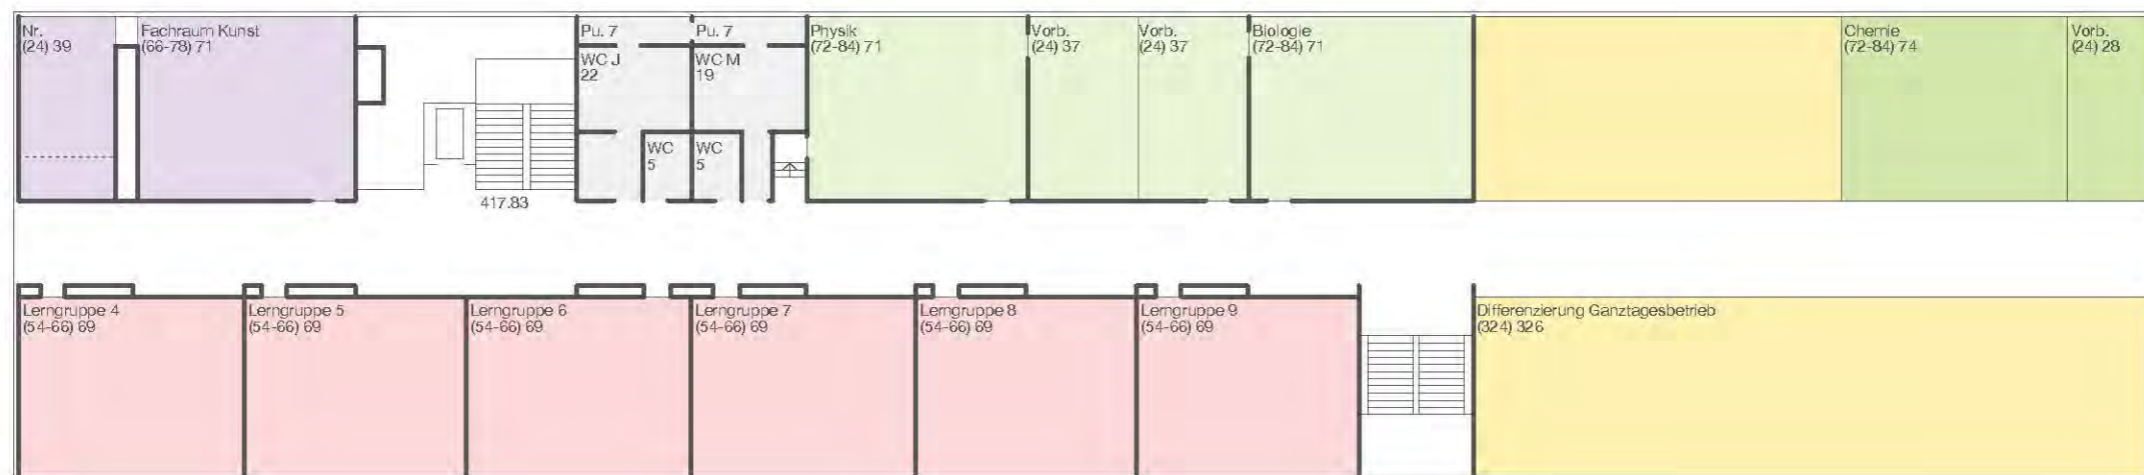 Nr.
(24) 39
Fachraum Kunst
(66-78) 71
Pu. 7
WC J
22
Pu. 7
WC M
19
WC
5
WC
5
Physik
(72-84) 71
Vorb.
(24) 37
Vorb.
(24) 37
Biologie
(72-84) 71
Chemie
(72-84) 74
Vorb.
(24) 28
417.83
Lerngruppe 4
(54-66) 69
Lerngruppe 5
(54-66) 69
Lerngruppe 6
(54-66) 69
Lerngruppe 7
(54-66) 69
Lerngruppe 8
(54-66) 69
Lerngruppe 9
(54-66) 69
Differenzierung Ganztagesbetrieb
(324) 326